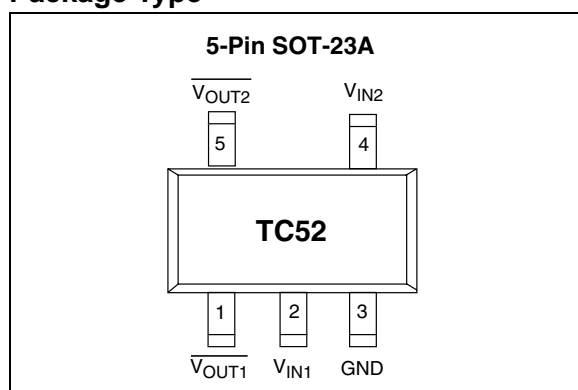 Package Type
5-Pin SOT-23A
VOUT2 VIN2
5 4
TC52
1 2 3
VOUT1 VIN1 GND